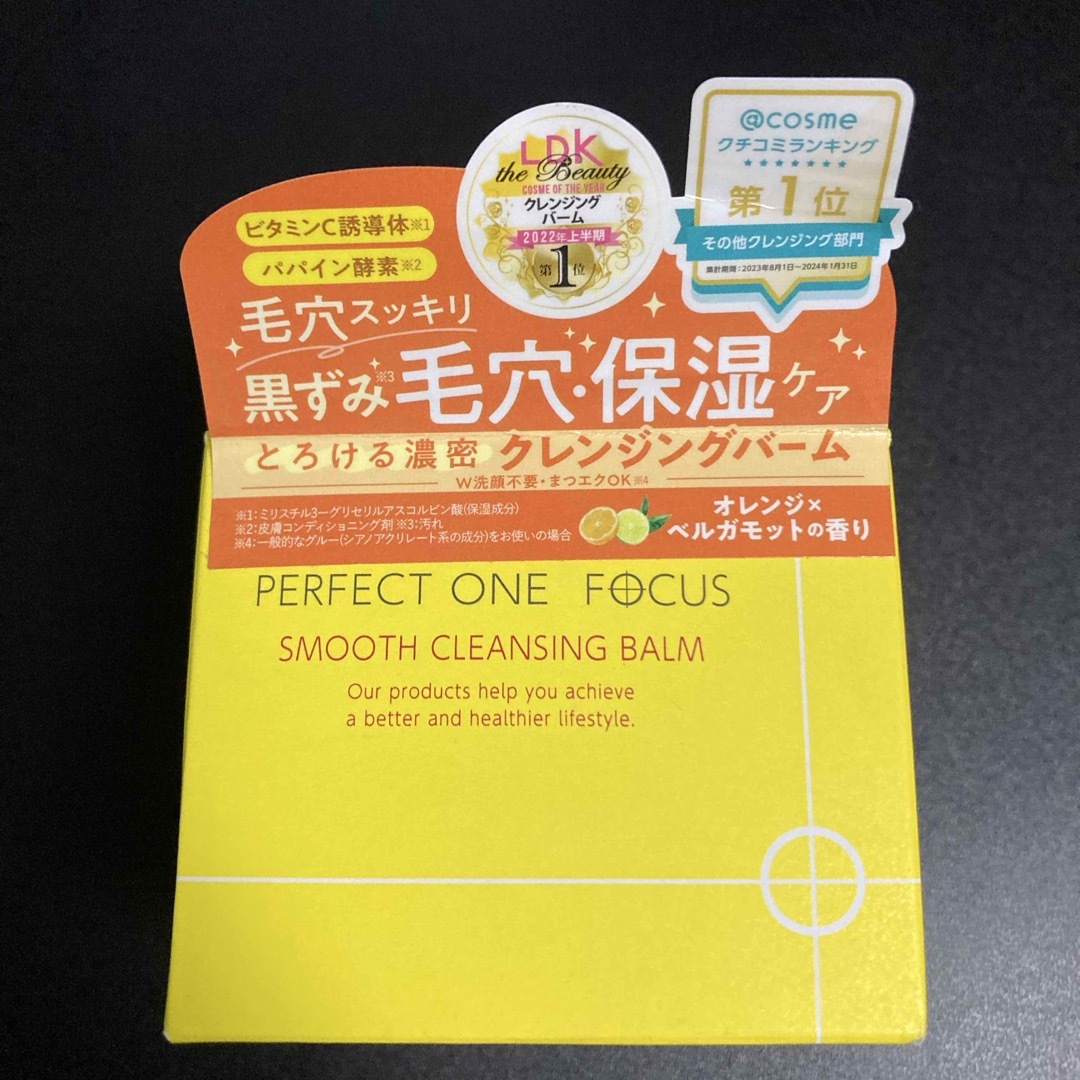 LDK
the Beauty
COSME OF THE YEAR
クレンジング
バーム
2022年上半期
第1位
@cosme
クチコミランキング
第1位
その他クレンジング部門
集計期間:2023年8月1日~2024年1月31日
ビタミンC誘導体※1
パパイン酵素※2
毛穴スッキリ
黒ずみ※3毛穴・保湿ケア
とろける濃密 クレンジングバーム
W洗顔不要・まつエクOK※4
※1:ミリスチル3ーグリセリルアスコルビン酸(保湿成分)
※2:皮膚コンディショニング剤 ※3:汚れ
※4:一般的なグルー(シアノアクリレート系の成分)をお使いの場合
オレンジ×
ベルガモットの香り
PERFECT ONE FOCUS
SMOOTH CLEANSING BALM
Our products help you achieve
a better and healthier lifestyle.